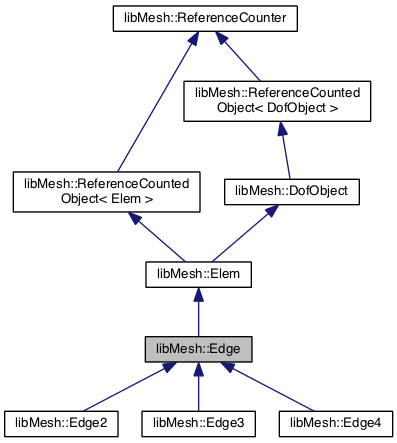 libMesh::ReferenceCounter
libMesh::ReferenceCounted
Object< DofObject >
libMesh::ReferenceCounted
Object< Elem >
libMesh::DofObject
libMesh::Elem
libMesh::Edge
libMesh::Edge2
libMesh::Edge3
libMesh::Edge4